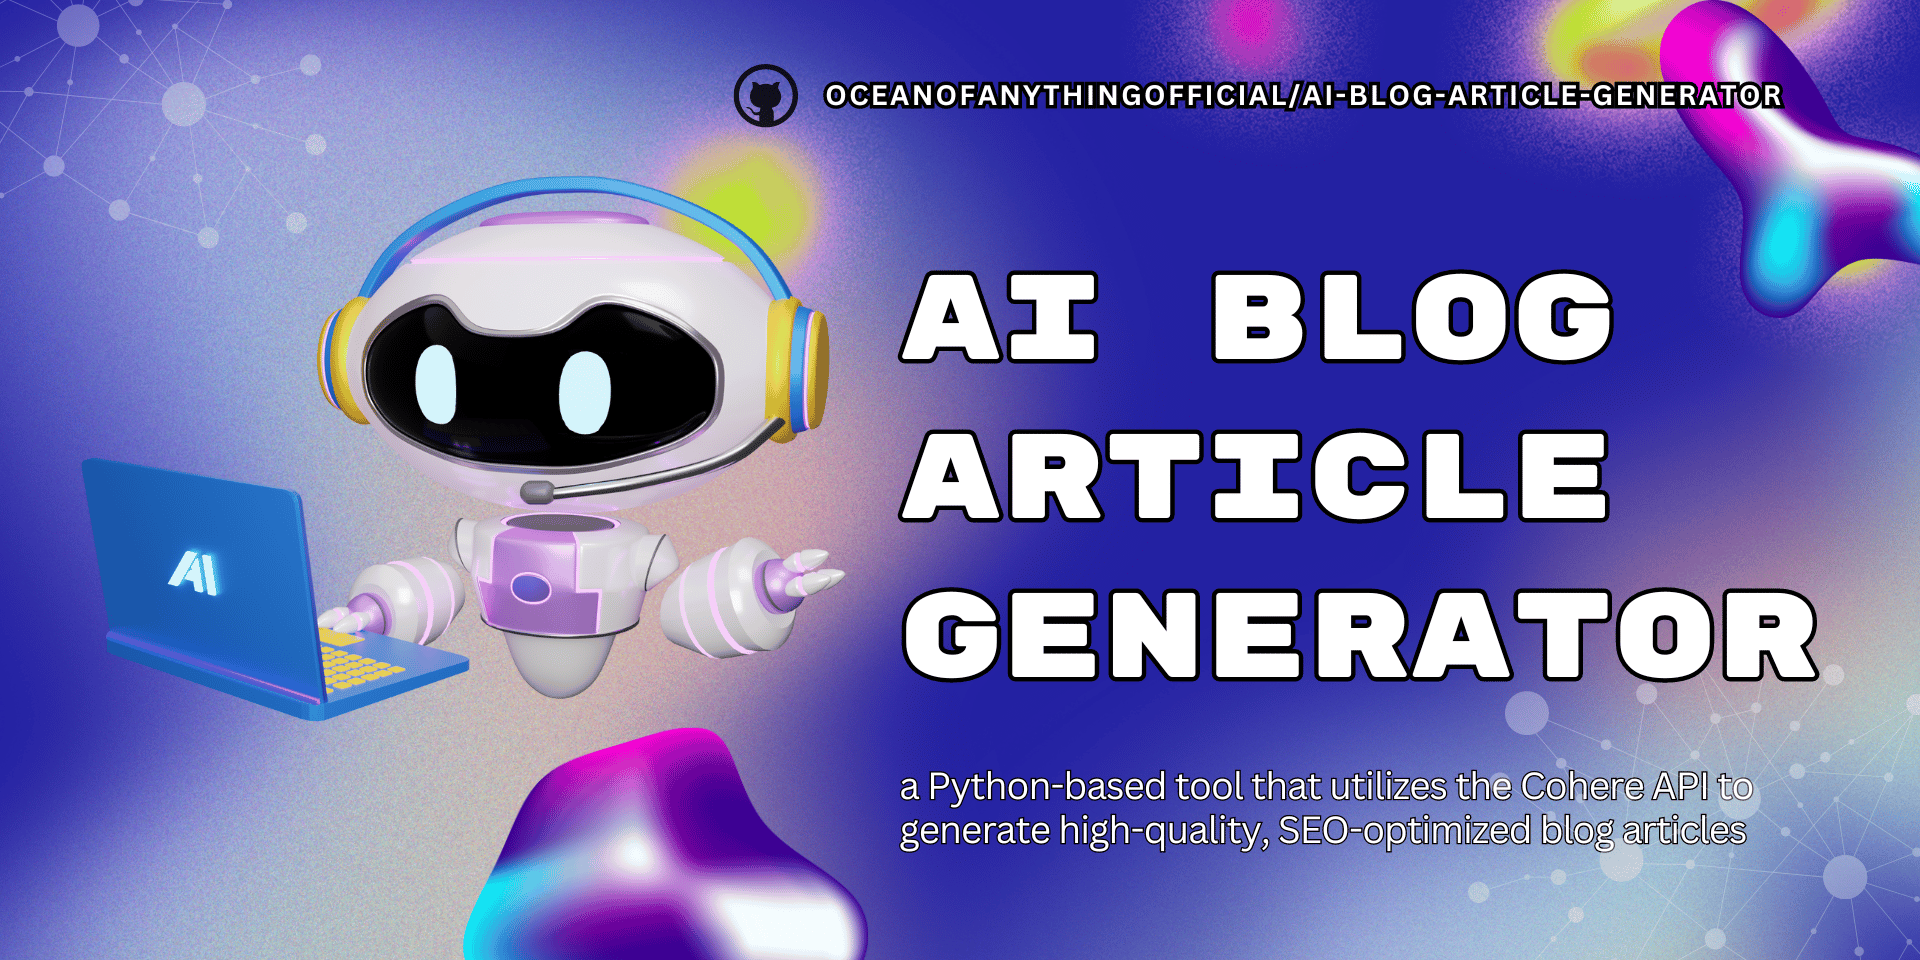 OCEANOFANYTHINGOFFICIAL/AI-BLOG-ARTICLE-GENERATOR
AI BLOG
ARTICLE
GENERATOR
AI
a Python-based tool that utilizes the Cohere API to
generate high-quality, SEO-optimized blog articles